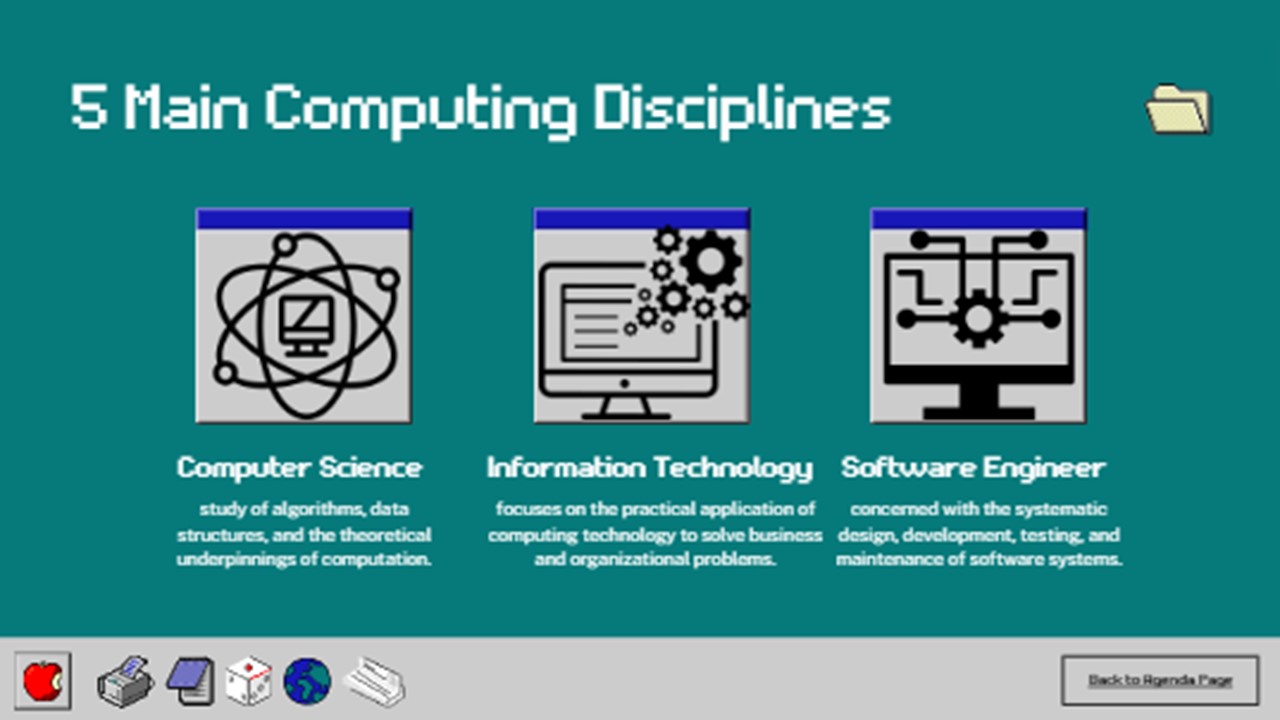 5 Main Computing Disciplines
Computer Science
study of algorithms, data
structures, and the theoretical
underpinnings of computation.
Information Technology
focuses on the practical application of
computing technology to solve business
and organizational problems.
Software Engineer
concerned with the systematic
design, development, testing, and
maintenance of software systems.
Back to Agenda Page